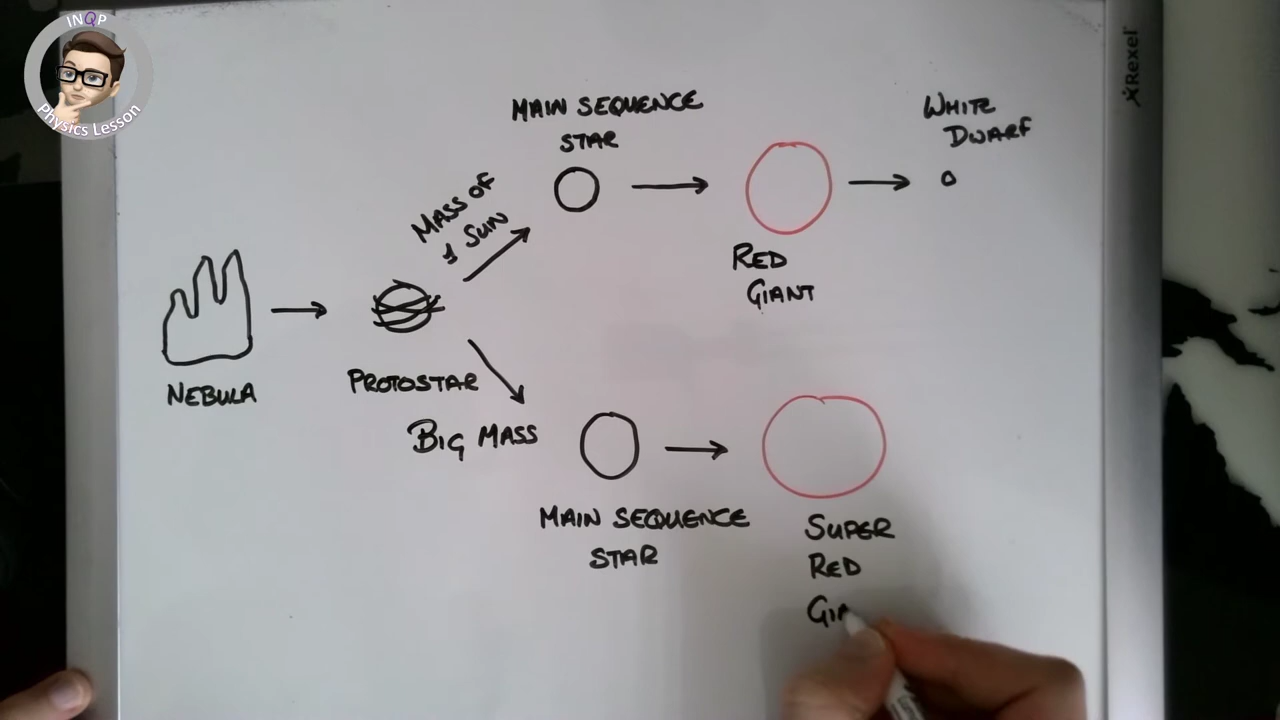 INQP
Physics Lesson
Rexel
MAIN SEQUENCE
STAR
WHITE
DWARF
MASS OF
1 SUN
RED
GIANT
NEBULA
PROTOSTAR
BIG MASS
MAIN SEQUENCE
STAR
SUPER
RED
GIA